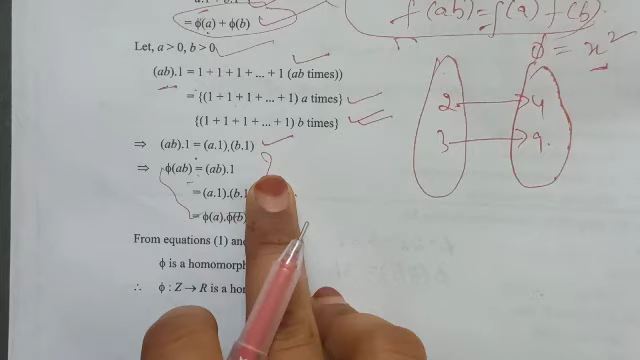 = ϕ(a) + ϕ(b)
f(ab)=f(a) f(b).
Let, a > 0, b > 0
ϕ = x²
(ab).1 = 1 + 1 + 1 + ... + 1 (ab times))
= {(1 + 1 + 1 + ... + 1) a times}
{(1 + 1 + 1 + ... + 1) b times}
2 4
3 9.
⇒ (ab).1 = (a.1).(b.1)
⇒ ϕ(ab) = (ab).1
= (a.1).(b.1
= ϕ(a).ϕ(b)
From equations (1) and
ϕ is a homomorph
∴ ϕ : Z → R is a